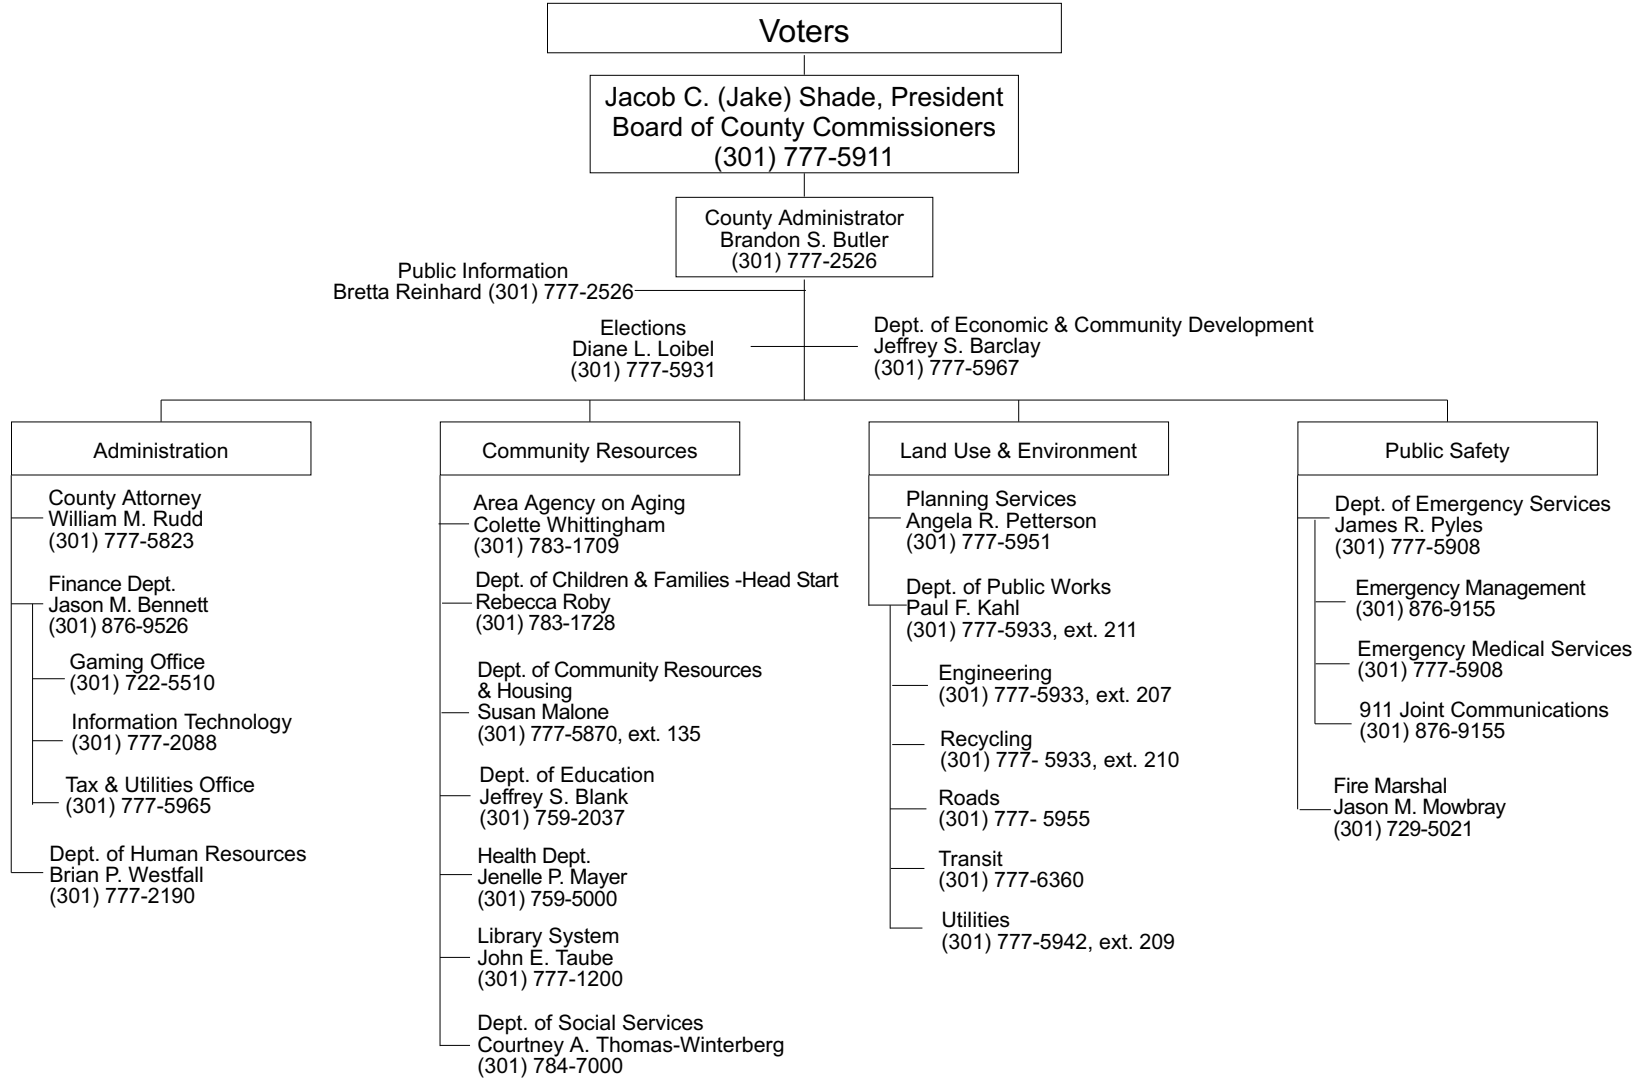 Voters
Jacob C. (Jake) Shade, President
Board of County Commissioners
(301) 777-5911
County Administrator
Brandon S. Butler
(301) 777-2526
Public Information
Bretta Reinhard (301) 777-2526
Elections
Diane L. Loibel
(301) 777-5931
Dept. of Economic & Community Development
Jeffrey S. Barclay
(301) 777-5967
Administration
County Attorney
William M. Rudd
(301) 777-5823
Finance Dept.
Jason M. Bennett
(301) 876-9526
Gaming Office
(301) 722-5510
Information Technology
(301) 777-2088
Tax & Utilities Office
(301) 777-5965
Dept. of Human Resources
Brian P. Westfall
(301) 777-2190
Community Resources
Area Agency on Aging
Colette Whittingham
(301) 783-1709
Dept. of Children & Families -Head Start
Rebecca Roby
(301) 783-1728
Dept. of Community Resources
& Housing
Susan Malone
(301) 777-5870, ext. 135
Dept. of Education
Jeffrey S. Blank
(301) 759-2037
Health Dept.
Jenelle P. Mayer
(301) 759-5000
Library System
John E. Taube
(301) 777-1200
Dept. of Social Services
Courtney A. Thomas-Winterberg
(301) 784-7000
Land Use & Environment
Planning Services
Angela R. Petterson
(301) 777-5951
Dept. of Public Works
Paul F. Kahl
(301) 777-5933, ext. 211
Engineering
(301) 777-5933, ext. 207
Recycling
(301) 777- 5933, ext. 210
Roads
(301) 777- 5955
Transit
(301) 777-6360
Utilities
(301) 777-5942, ext. 209
Public Safety
Dept. of Emergency Services
James R. Pyles
(301) 777-5908
Emergency Management
(301) 876-9155
Emergency Medical Services
(301) 777-5908
911 Joint Communications
(301) 876-9155
Fire Marshal
Jason M. Mowbray
(301) 729-5021